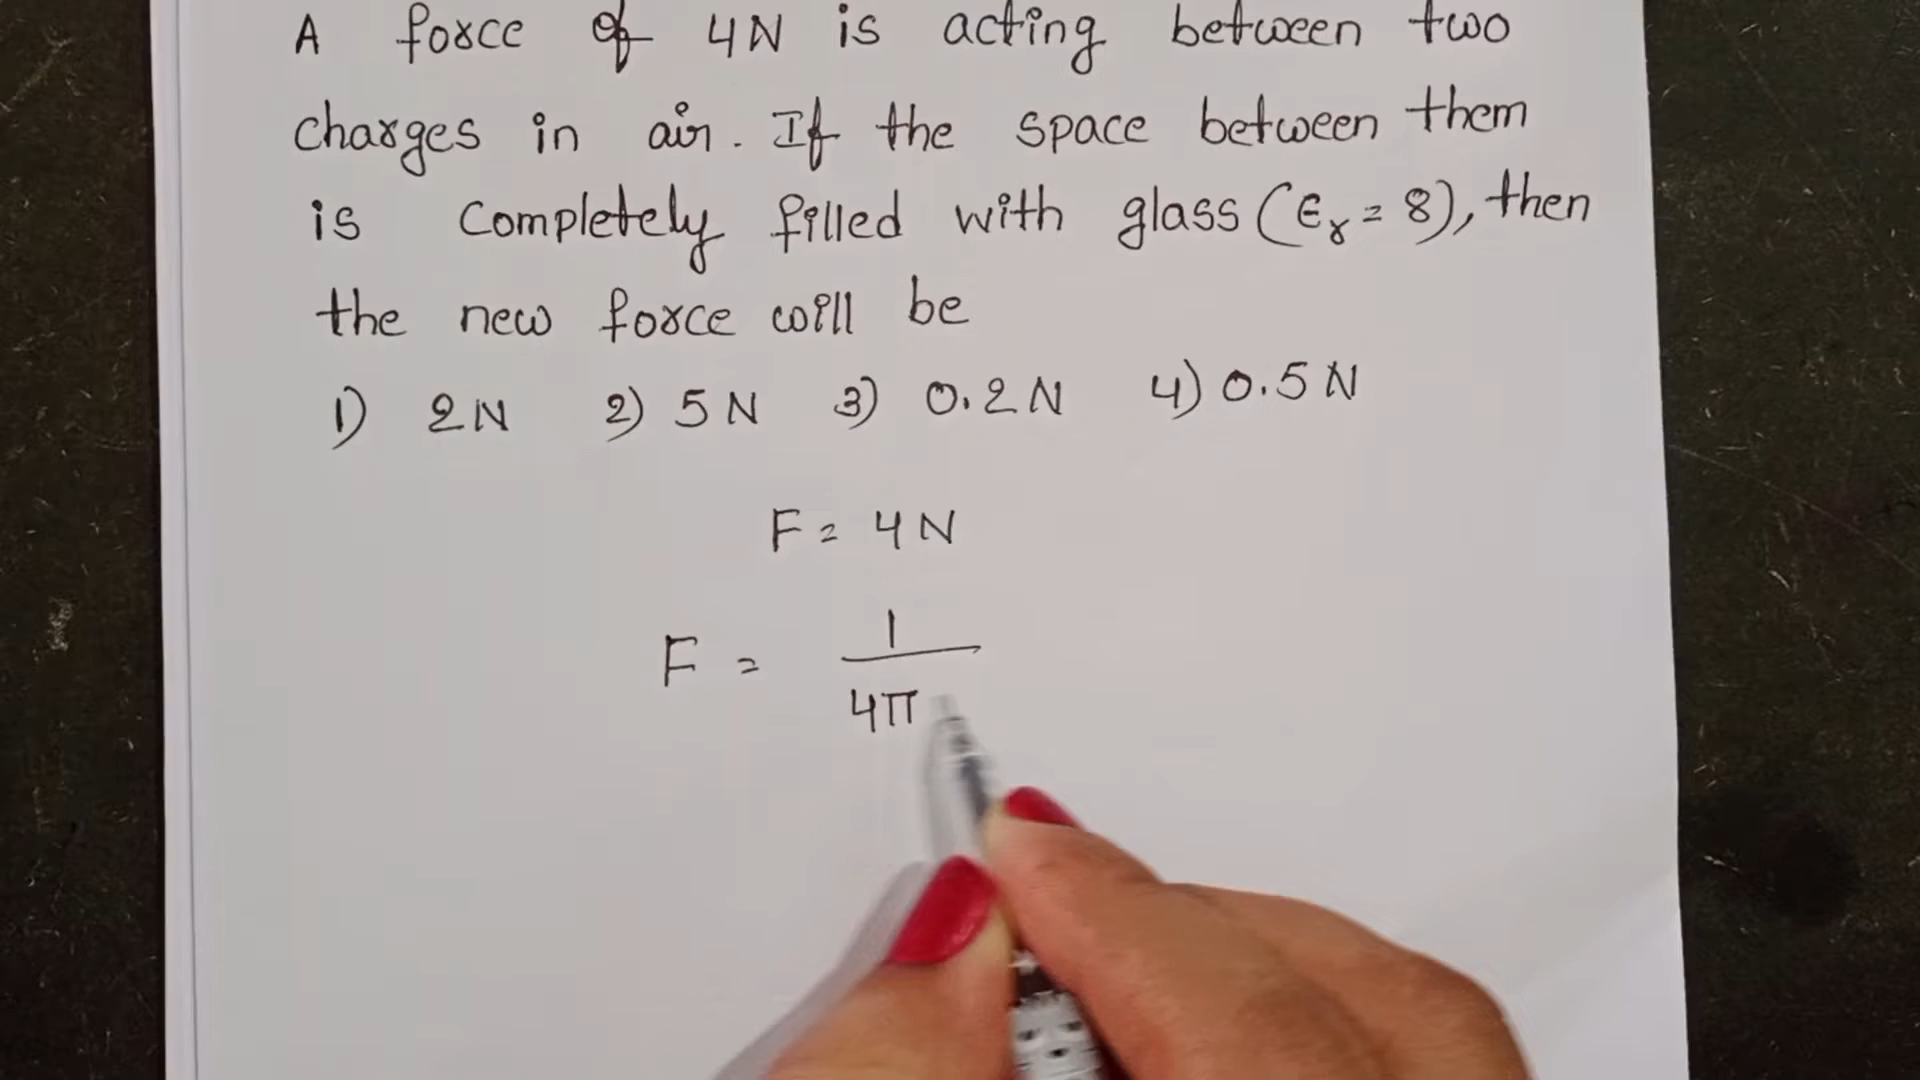 A force of 4N is acting between two
charges in air. If the space between them
is completely filled with glass (ϵr = 8), then
the new force will be
1) 2N 2) 5N 3) 0.2N 4) 0.5N
F = 4N
F = 1/4π